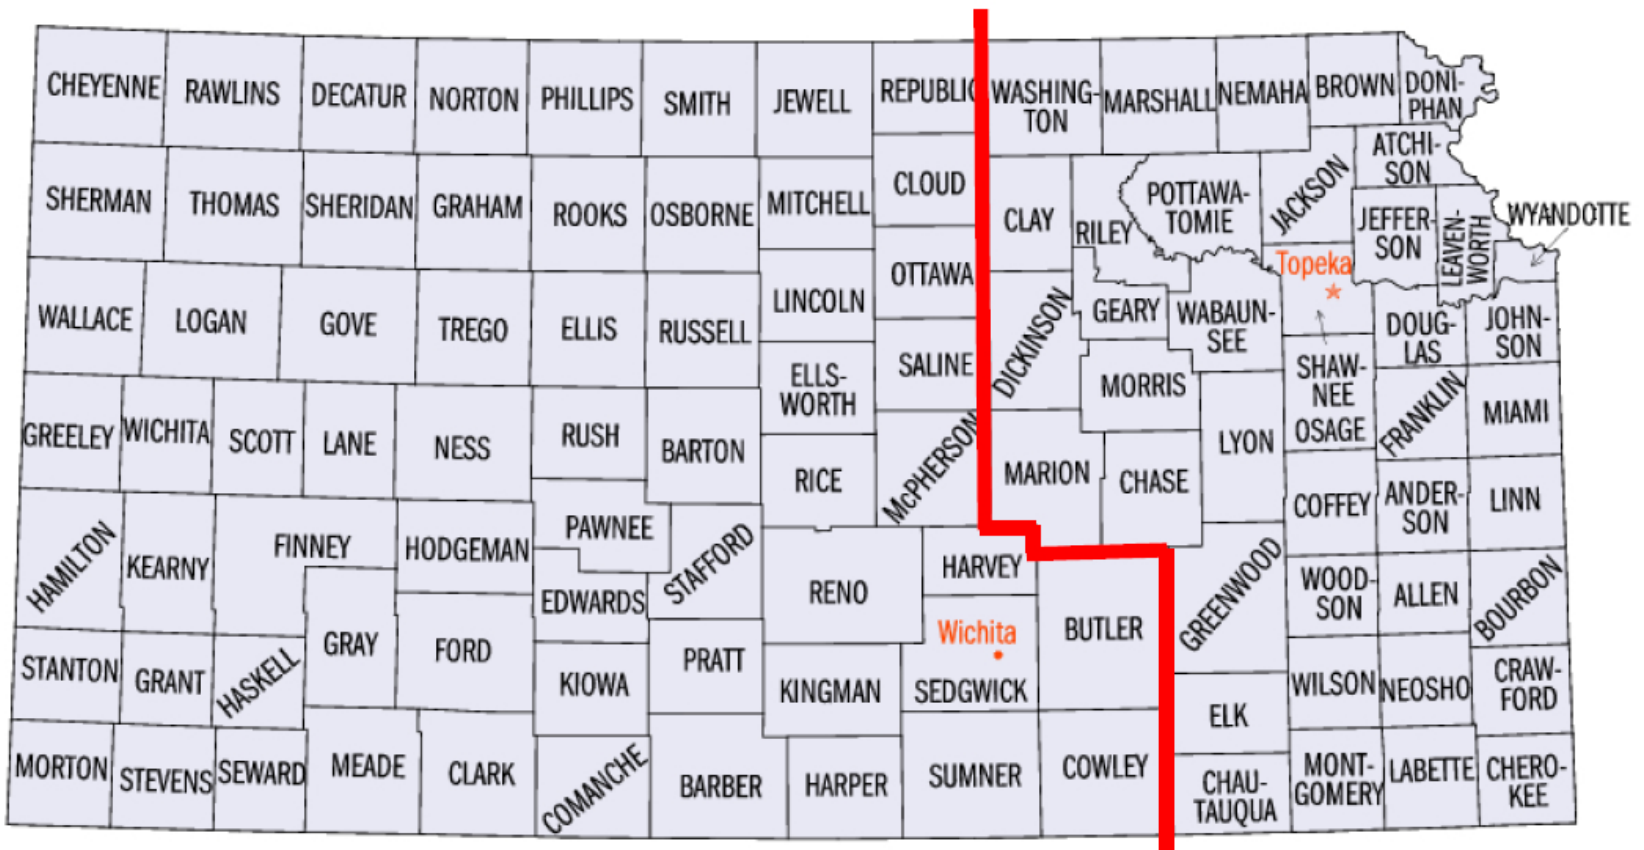 CHEYENNE
RAWLINS
DECATUR
NORTON
PHILLIPS
SMITH
JEWELL
REPUBLIC
WASHING-
TON
MARSHALL
NEMAHA
BROWN
DONI-
PHAN
ATCHI-
SON
SHERMAN
THOMAS
SHERIDAN
GRAHAM
ROOKS
OSBORNE
MITCHELL
CLOUD
CLAY
RILEY
POTTAWA-
TOMIE
JACKSON
JEFFER-
SON
LEAVEN-
WORTH
WYANDOTTE
OTTAWA
Topeka
WALLACE
LOGAN
GOVE
TREGO
ELLIS
RUSSELL
LINCOLN
SALINE
DICKINSON
GEARY
WABAUN-
SEE
SHAW-
NEE
DOUG-
LAS
JOHN-
SON
ELLS-
WORTH
MORRIS
OSAGE
FRANKLIN
MIAMI
GREELEY
WICHITA
SCOTT
LANE
NESS
RUSH
BARTON
RICE
McPHERSON
MARION
CHASE
LYON
COFFEY
ANDER-
SON
LINN
HAMILTON
KEARNY
FINNEY
HODGEMAN
PAWNEE
STAFFORD
RENO
HARVEY
GREENWOOD
WOOD-
SON
ALLEN
BOURBON
EDWARDS
GRAY
FORD
Wichita
BUTLER
STANTON
GRANT
HASKELL
KIOWA
PRATT
KINGMAN
SEDGWICK
ELK
WILSON
NEOSHO
CRAW-
FORD
MORTON
STEVENS
SEWARD
MEADE
CLARK
COMANCHE
BARBER
HARPER
SUMNER
COWLEY
CHAU-
TAUQUA
MONT-
GOMERY
LABETTE
CHERO-
KEE